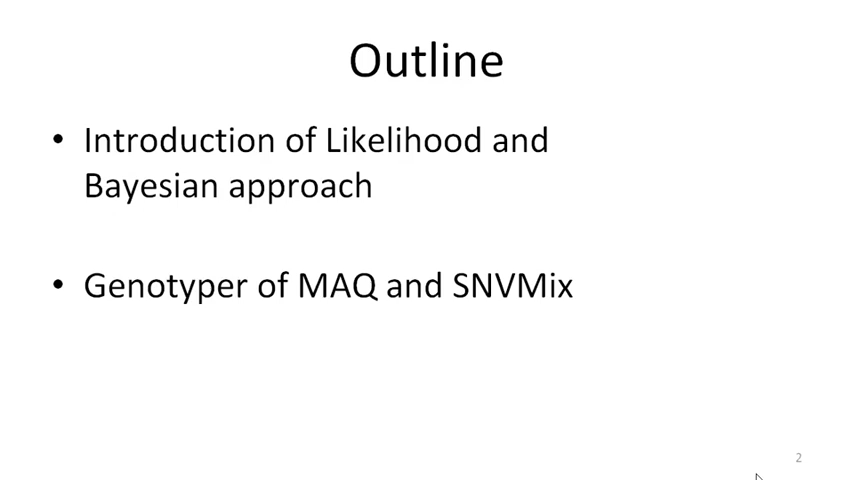 Outline
• Introduction of Likelihood and
Bayesian approach
• Genotyper of MAQ and SNVMix
2